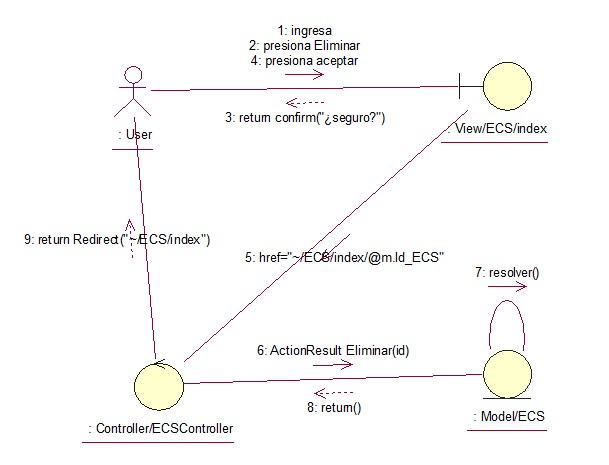 1: ingresa
2: presiona Eliminar
4: presiona aceptar
3: return confirm("¿seguro?")
: User
: View/ECS/index
9: return Redirect("~/ECS/index")
5: href="~/ECS/index/@m.Id_ECS"
7: resolver()
6: ActionResult Eliminar(id)
8: return()
: Model/ECS
: Controller/ECSController